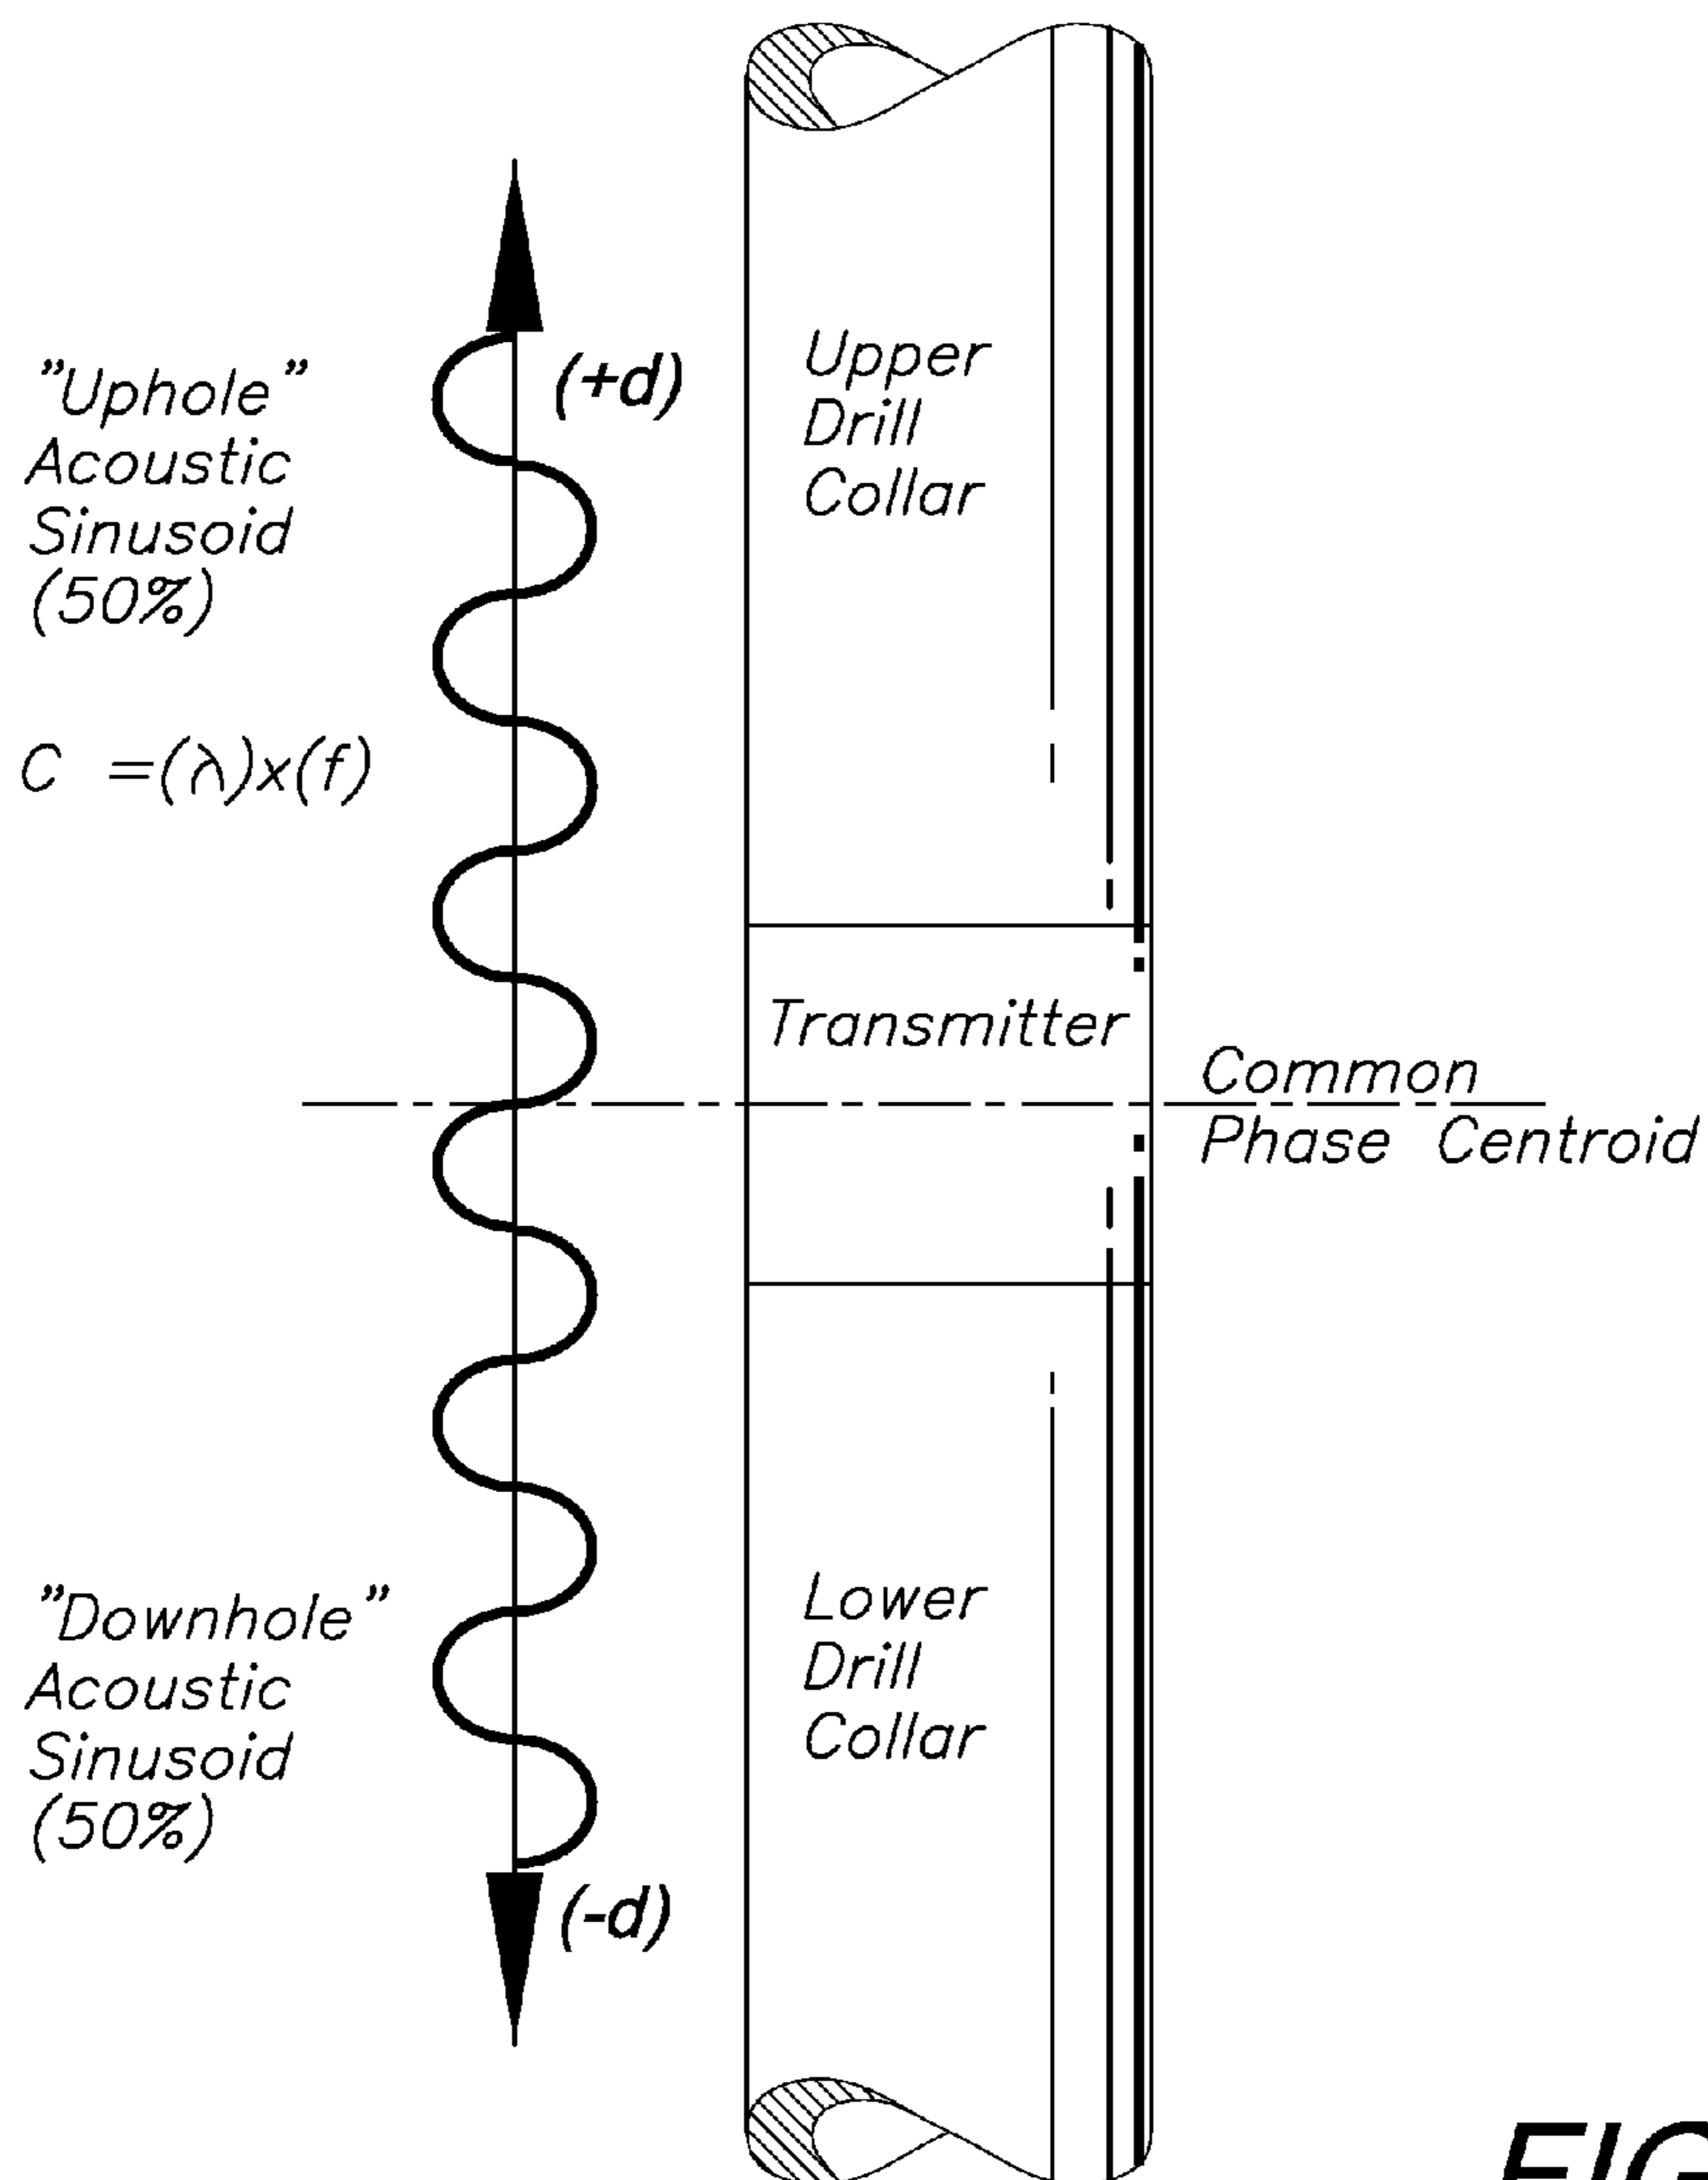 "Uphole"
Acoustic
Sinusoid
(50%)
(+d)
C =(λ)x(f)
Upper
Drill
Collar
Transmitter
Common
Phase Centroid
"Downhole"
Acoustic
Sinusoid
(50%)
(-d)
Lower
Drill
Collar